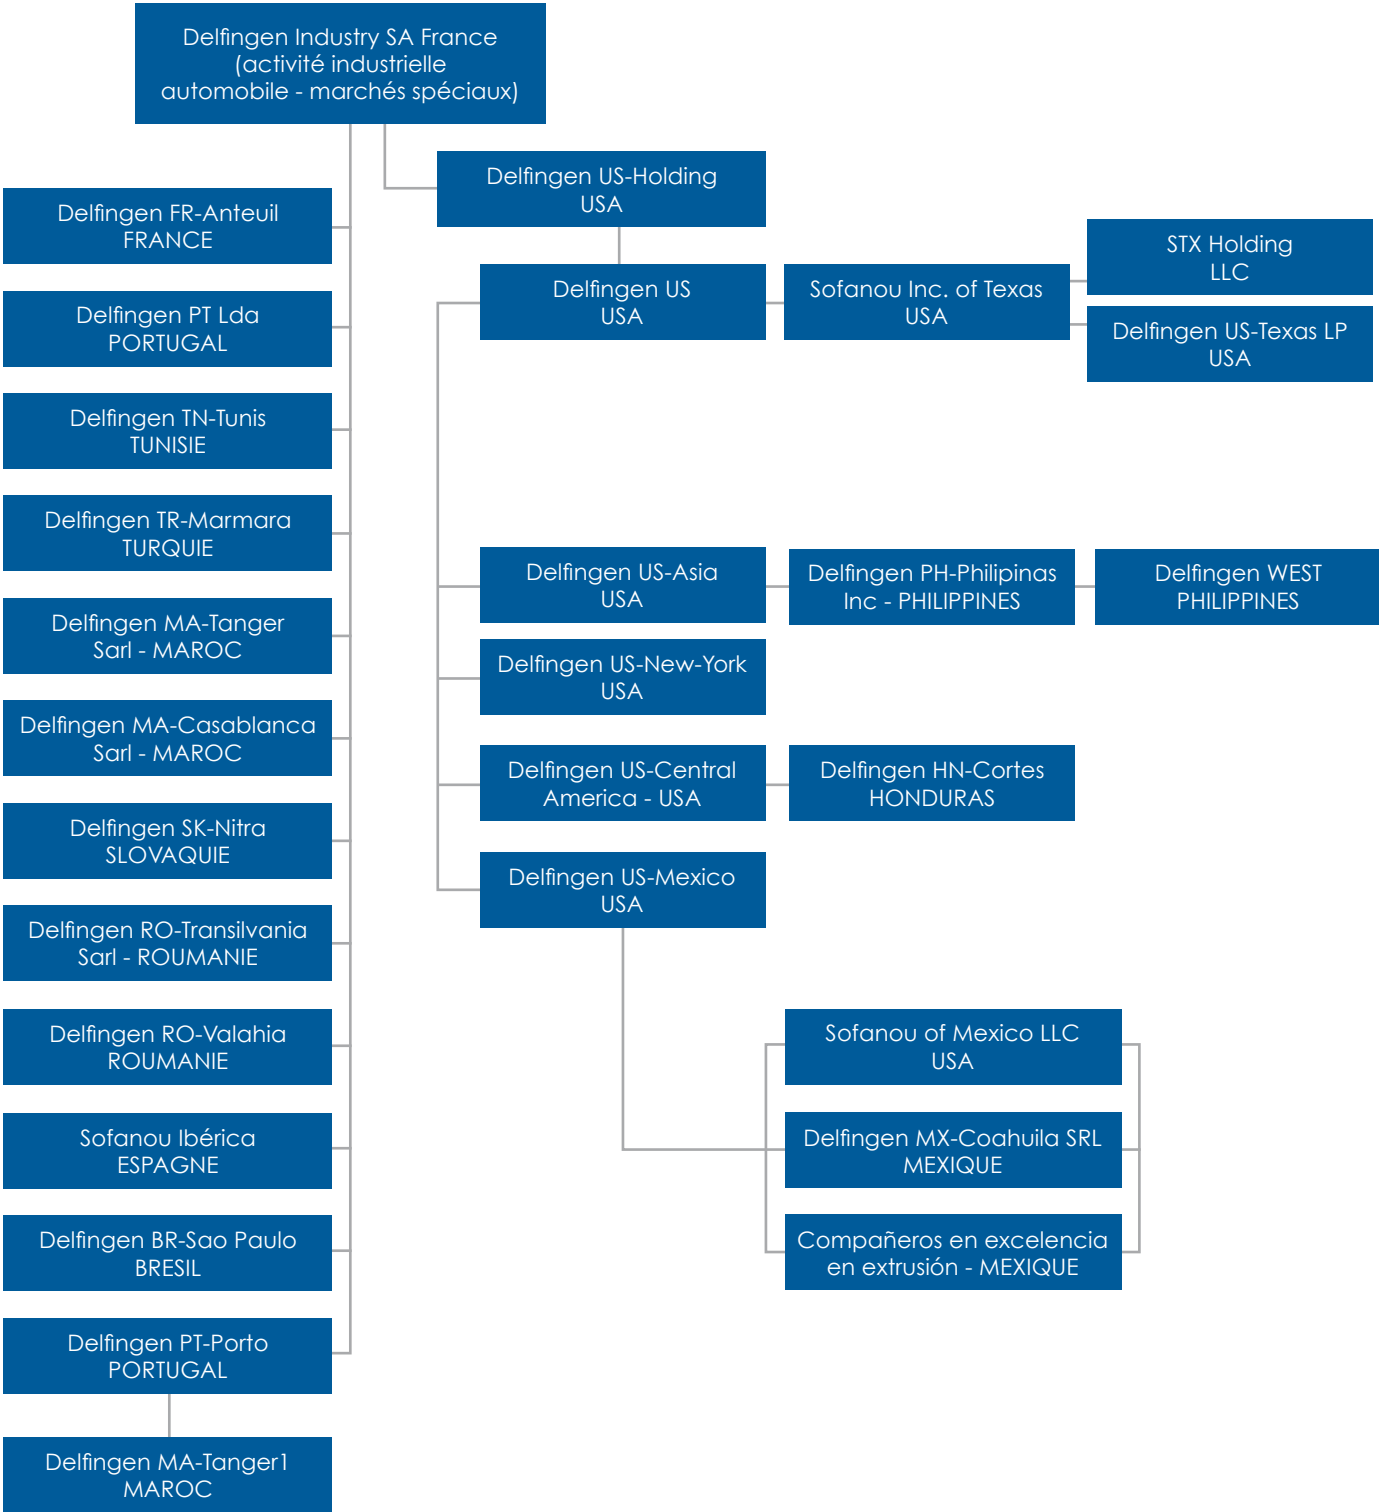 Delfingen Industry SA France
(activité industrielle
automobile - marchés spéciaux)
Delfingen FR-Anteuil
FRANCE
Delfingen PT Lda
PORTUGAL
Delfingen TN-Tunis
TUNISIE
Delfingen TR-Marmara
TURQUIE
Delfingen MA-Tanger
Sarl - MAROC
Delfingen MA-Casablanca
Sarl - MAROC
Delfingen SK-Nitra
SLOVAQUIE
Delfingen RO-Transilvania
Sarl - ROUMANIE
Delfingen RO-Valahia
ROUMANIE
Sofanou Ibérica
ESPAGNE
Delfingen BR-Sao Paulo
BRESIL
Delfingen PT-Porto
PORTUGAL
Delfingen MA-Tanger1
MAROC
Delfingen US-Holding
USA
Delfingen US
USA
Sofanou Inc. of Texas
USA
STX Holding
LLC
Delfingen US-Texas LP
USA
Delfingen US-Asia
USA
Delfingen PH-Philipinas
Inc - PHILIPPINES
Delfingen WEST
PHILIPPINES
Delfingen US-New-York
USA
Delfingen US-Central
America - USA
Delfingen HN-Cortes
HONDURAS
Delfingen US-Mexico
USA
Sofanou of Mexico LLC
USA
Delfingen MX-Coahuila SRL
MEXIQUE
Compañeros en excelencia
en extrusión - MEXIQUE